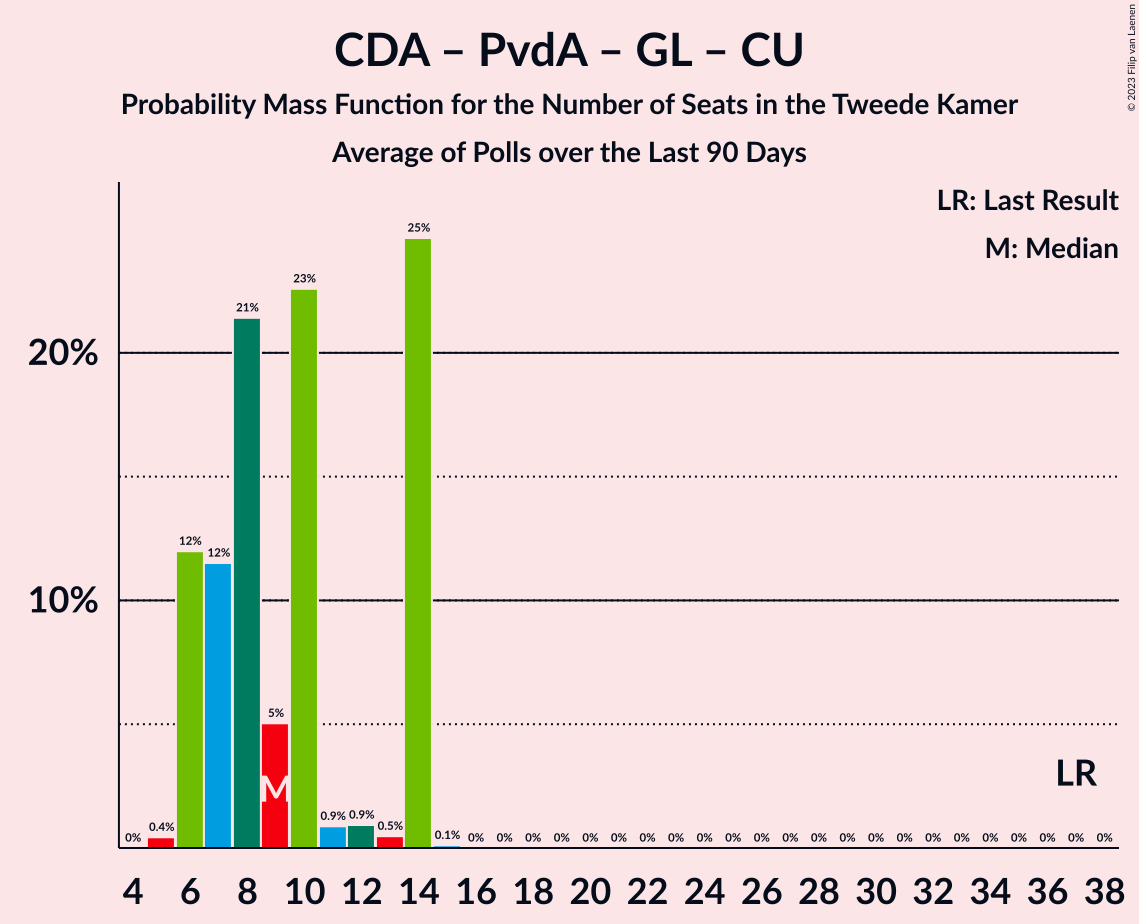 CDA – PvdA – GL – CU
Probability Mass Function for the Number of Seats in the Tweede Kamer
Average of Polls over the Last 90 Days
© 2023 Filip van Laenen
LR: Last Result
M: Median
20%
10%
0% 0.4% 12% 12% 21% 5% 23% 0.9% 0.9% 0.5% 25% 0.1% 0% 0% 0% 0% 0% 0% 0% 0% 0% 0% 0% 0% 0% 0% 0% 0% 0% 0% 0% 0% 0% 0% 0%
M
LR
4 6 8 10 12 14 16 18 20 22 24 26 28 30 32 34 36 38